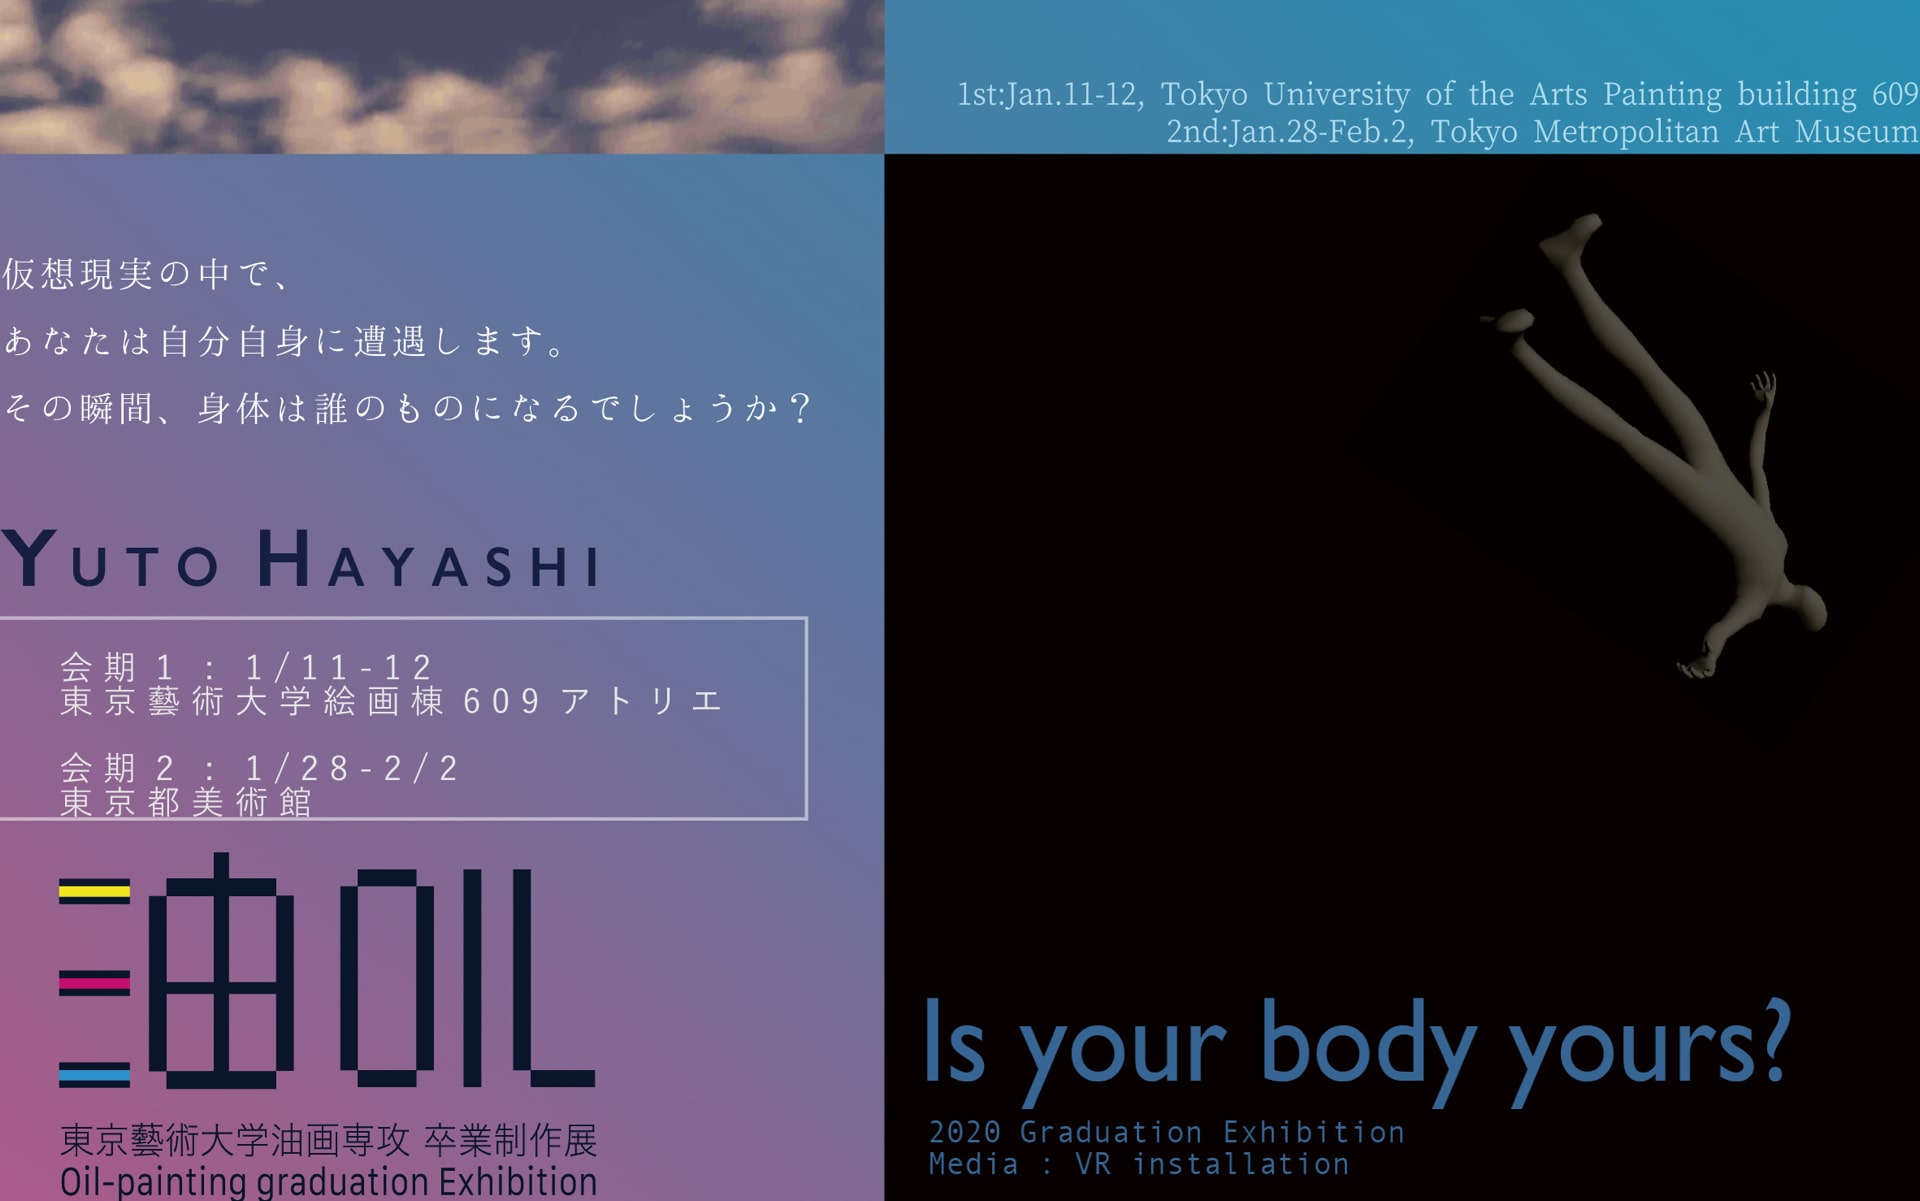 1st:Jan.11-12, Tokyo University of the Arts Painting building 609
2nd:Jan.28-Feb.2, Tokyo Metropolitan Art Museum
仮想現実の中で、
あなたは自分自身に遭遇します。
その瞬間、身体は誰のものになるでしょうか？
YUTO HAYASHI
会期1：1/11-12
東京藝術大学絵画棟609アトリエ
会期2：1/28-2/2
東京都美術館
油OIL
東京藝術大学油画専攻 卒業制作展
Oil-painting graduation Exhibition
Is your body yours?
2020 Graduation Exhibition
Media : VR installation